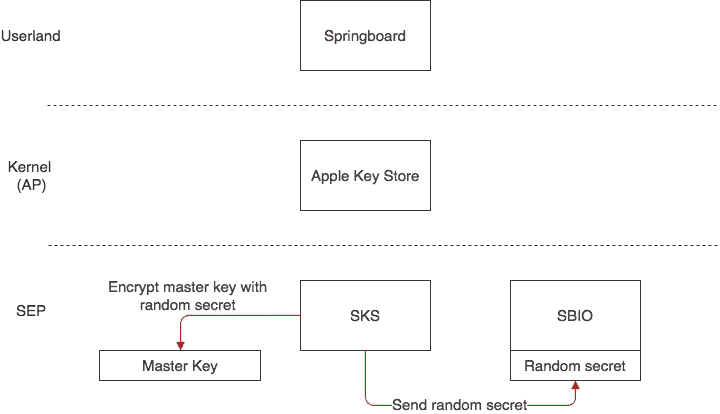 Userland
Springboard
Kernel
(AP)
Apple Key Store
SEP
Encrypt master key with
random secret
SKS
SBIO
Master Key
Random secret
Send random secret